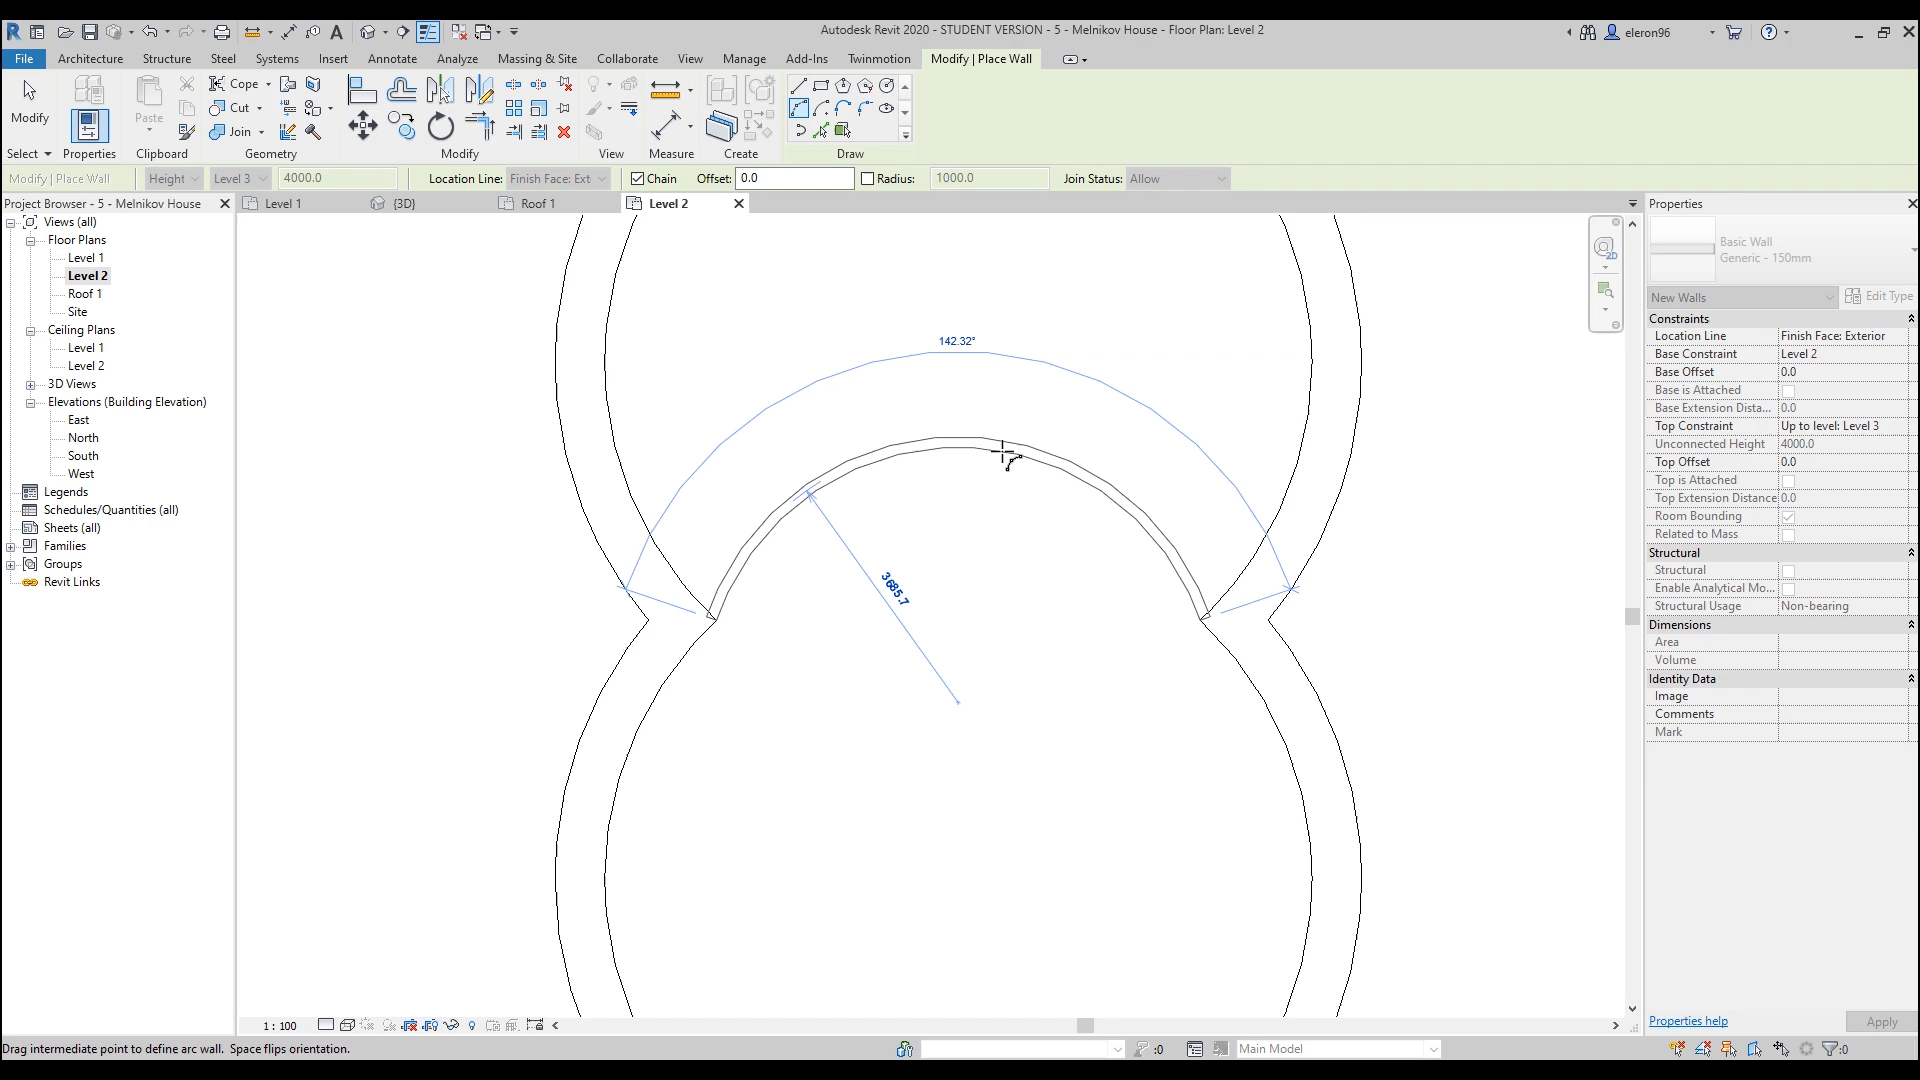 Autodesk Revit 2020 - STUDENT VERSION - 5 - Melnikov House - Floor Plan: Level 2
eleron96
File
Architecture
Structure
Steel
Systems
Insert
Annotate
Analyze
Massing & Site
Collaborate
View
Manage
Add-Ins
Twinmotion
Modify | Place Wall
Modify
Paste
Cope
Cut
Join
Select
Properties
Clipboard
Geometry
Modify
View
Measure
Create
Draw
Modify | Place Wall
Height
Level 3
4000.0
Location Line:
Finish Face: Ext
Chain
Offset:
0.0
Radius:
1000.0
Join Status:
Allow
Project Browser - 5 - Melnikov House
Level 1
{3D}
Roof 1
Level 2
Views (all)
Floor Plans
Level 1
Level 2
Roof 1
Site
Ceiling Plans
Level 1
Level 2
3D Views
Elevations (Building Elevation)
East
North
South
West
Legends
Schedules/Quantities (all)
Sheets (all)
Families
Groups
Revit Links
142.32°
3685.7
2D
Properties
Basic Wall
Generic - 150mm
New Walls
Edit Type
Constraints
Location Line Finish Face: Exterior
Base Constraint Level 2
Base Offset 0.0
Base is Attached
Base Extension Dista... 0.0
Top Constraint Up to level: Level 3
Unconnected Height 4000.0
Top Offset 0.0
Top is Attached
Top Extension Distance 0.0
Room Bounding
Related to Mass
Structural
Structural
Enable Analytical Mo...
Structural Usage Non-bearing
Dimensions
Area
Volume
Identity Data
Image
Comments
Mark
Properties help
Apply
1 : 100
Drag intermediate point to define arc wall. Space flips orientation.
:0
Main Model
:0